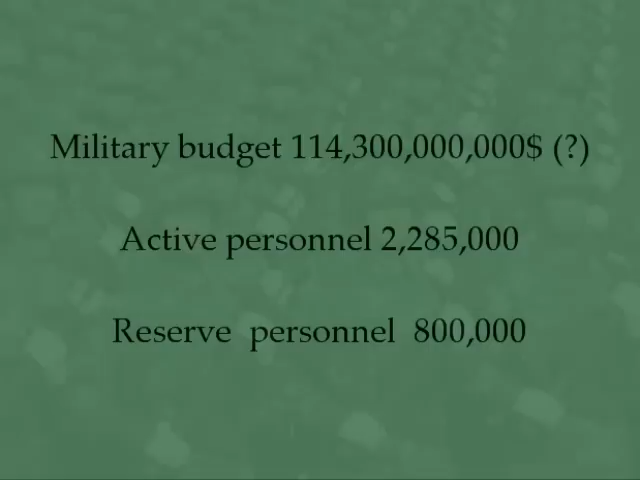 Military budget 114,300,000,000$ (?)
Active personnel 2,285,000
Reserve personnel 800,000